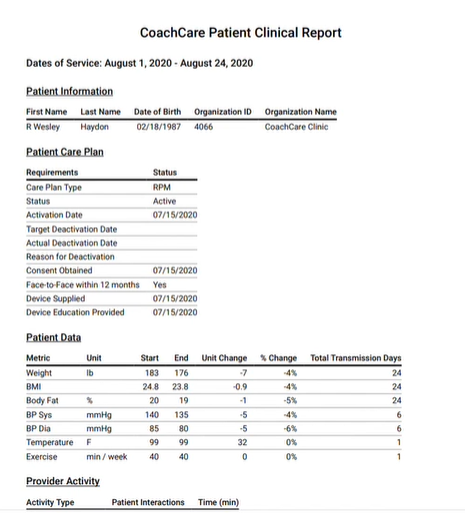 CoachCare Patient Clinical Report
Dates of Service: August 1, 2020 - August 24, 2020
Patient Information
First Name Last Name Date of Birth Organization ID Organization Name
R Wesley Haydon 02/18/1987 4066 CoachCare Clinic
Patient Care Plan
Requirements Status
Care Plan Type RPM
Status Active
Activation Date 07/15/2020
Target Deactivation Date
Actual Deactivation Date
Reason for Deactivation
Consent Obtained 07/15/2020
Face-to-Face within 12 months Yes
Device Supplied 07/15/2020
Device Education Provided 07/15/2020
Patient Data
Metric Unit Start End Unit Change % Change Total Transmission Days
Weight lb 183 176 -7 -4% 24
BMI 24.8 23.8 -0.9 -4% 24
Body Fat % 20 19 -1 -5% 24
BP Sys mmHg 140 135 -5 -4% 6
BP Dia mmHg 85 80 -5 -6% 6
Temperature F 99 99 32 0% 1
Exercise min / week 40 40 0 0% 1
Provider Activity
Activity Type Patient Interactions Time (min)